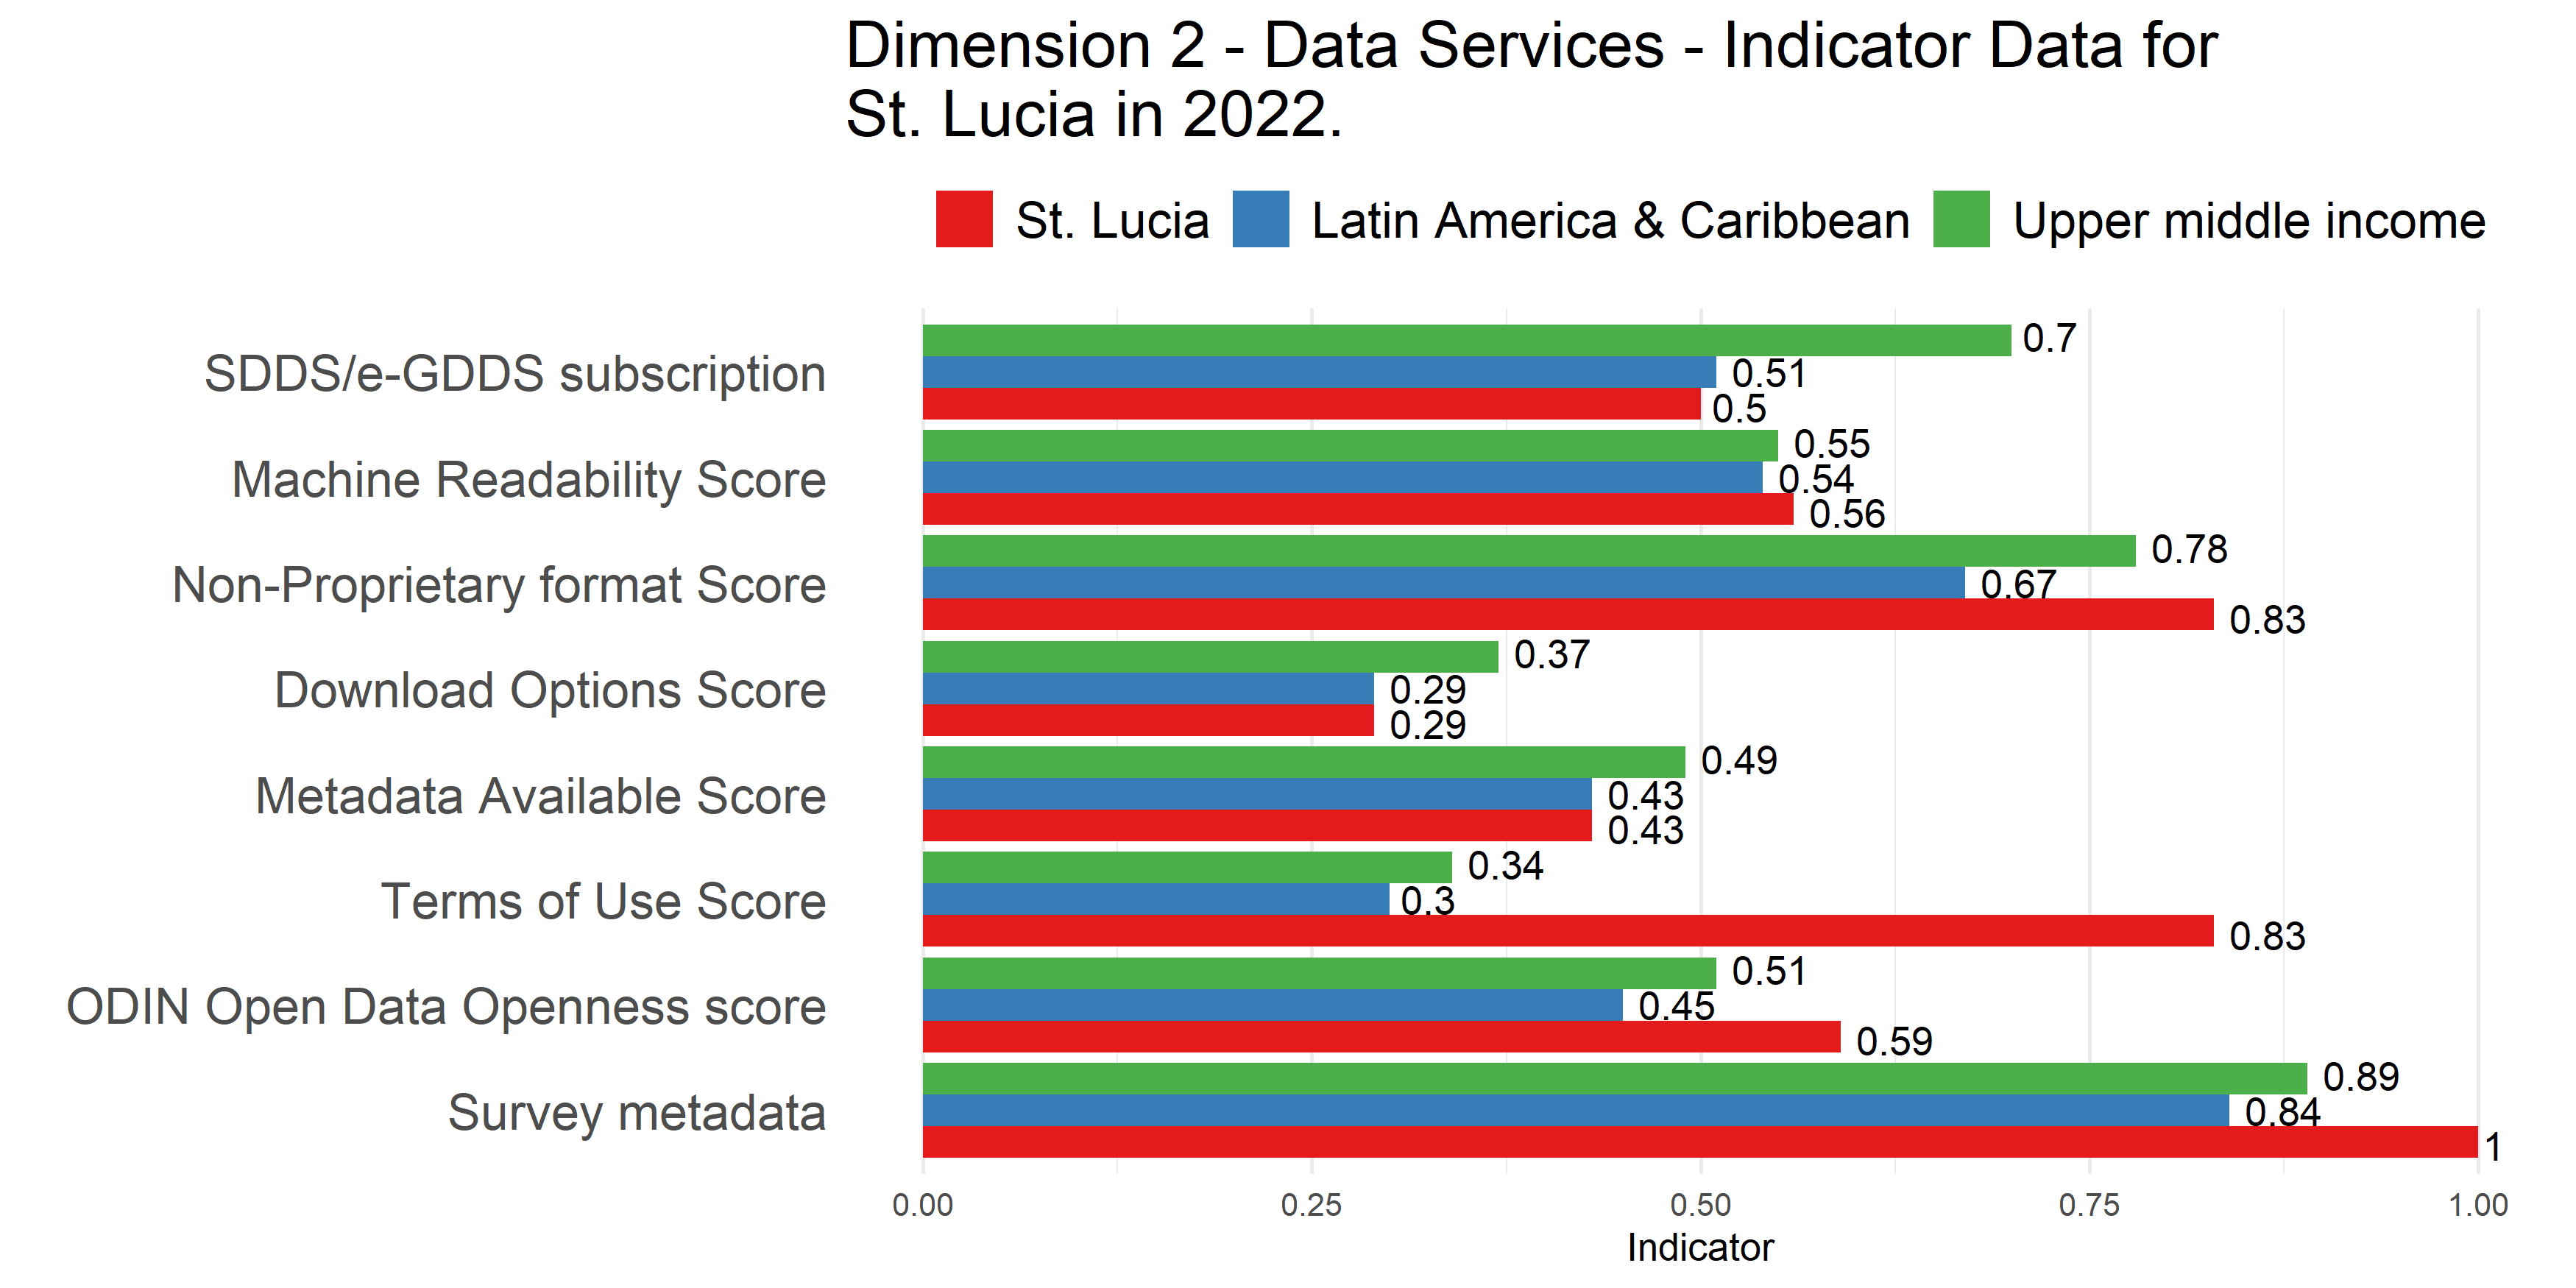 Dimension 2 - Data Services - Indicator Data for
St. Lucia in 2022.
St. Lucia Latin America & Caribbean Upper middle income
SDDS/e-GDDS subscription
0.7
0.51
0.5
Machine Readability Score
0.55
0.54
0.56
Non-Proprietary format Score
0.78
0.67
0.83
Download Options Score
0.37
0.29
0.29
Metadata Available Score
0.49
0.43
0.43
Terms of Use Score
0.34
0.3
0.83
ODIN Open Data Openness score
0.51
0.45
0.59
Survey metadata
0.89
0.84
1
0.00 0.25 0.50 0.75 1.00
Indicator